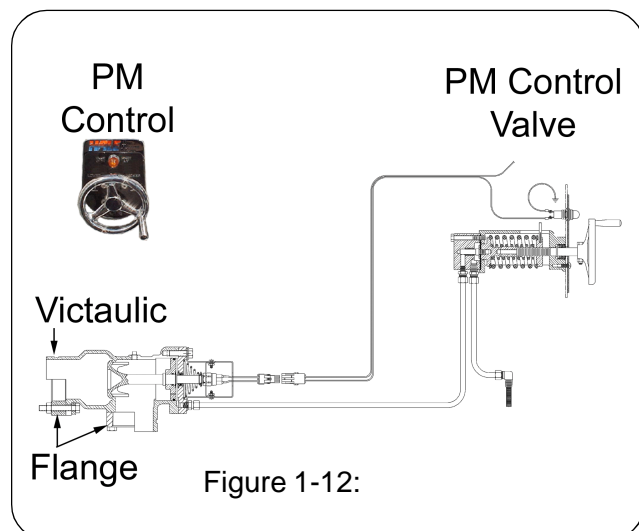 PM
Control
PM Control
Valve
Victaulic
Flange
Figure 1-12: